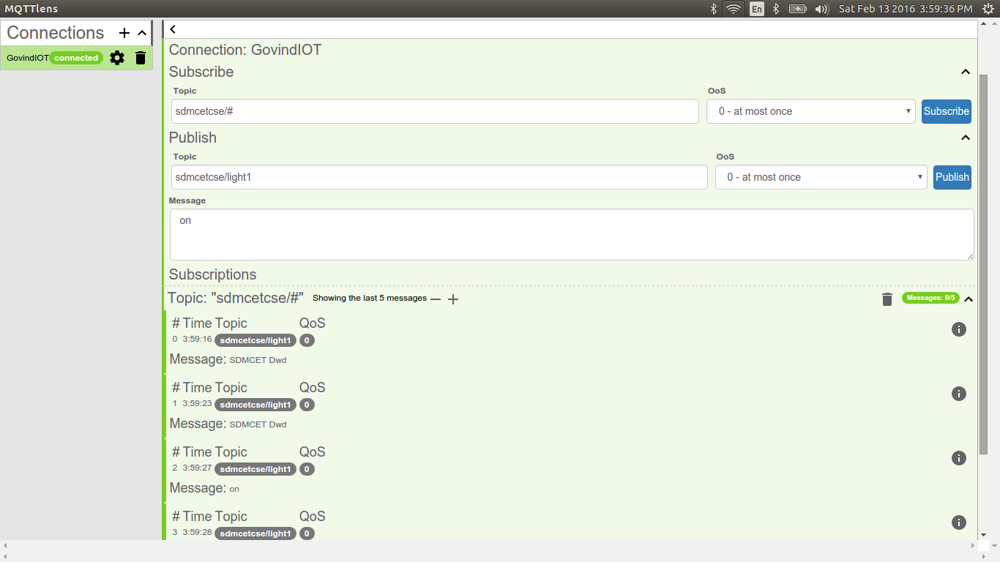 MQTTlens En Sat Feb 13 2016 3:59:36 PM
Connections
GovindIOT connected
Connection: GovindIOT
Subscribe
Topic QoS
sdmcetcse/# 0 - at most once Subscribe
Publish
Topic QoS
sdmcetcse/light1 0 - at most once Publish
Message
on
Subscriptions
Topic: "sdmcetcse/#" Showing the last 5 messages Messages: 0/5
# Time Topic QoS
0 3:59:16 sdmcetcse/light1 0
Message: SDMCET Dwd
# Time Topic QoS
1 3:59:23 sdmcetcse/light1 0
Message: SDMCET Dwd
# Time Topic QoS
2 3:59:27 sdmcetcse/light1 0
Message: on
# Time Topic QoS
3 3:59:28 sdmcetcse/light1 0